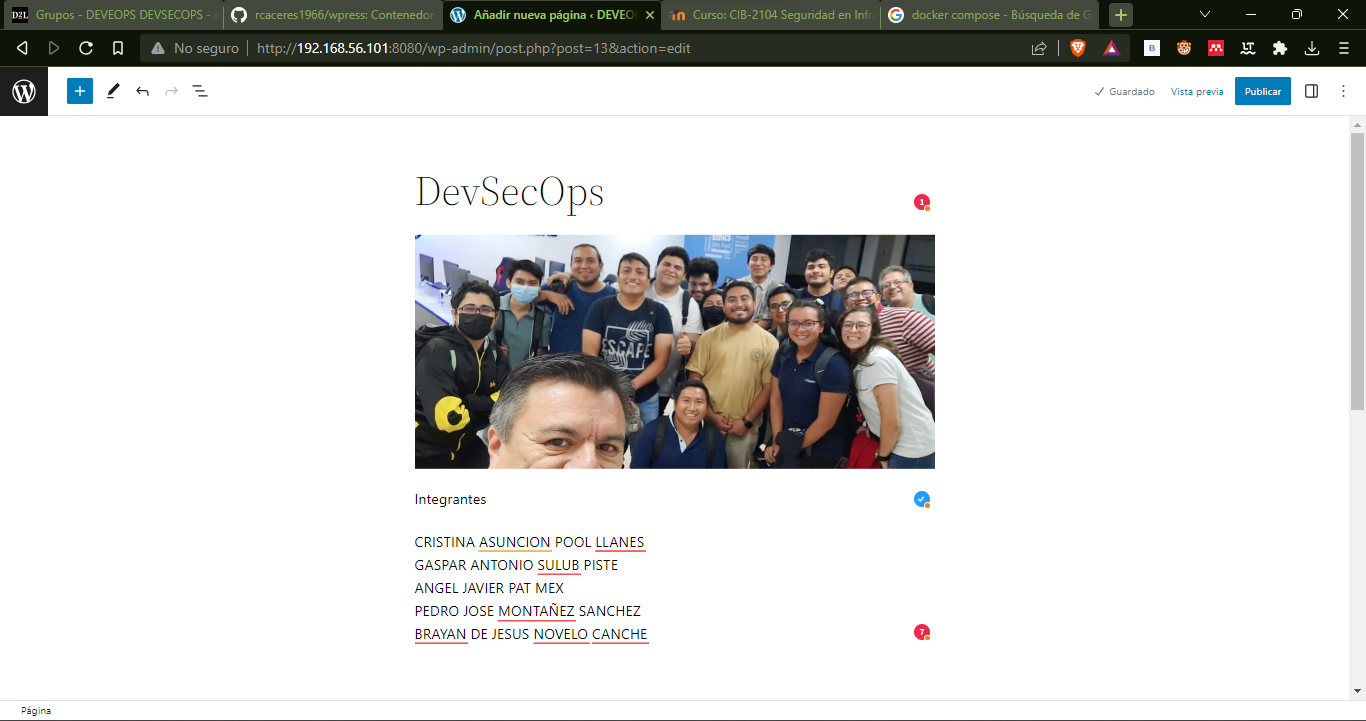 D2L Grupos - DEVEOPS DEVSECOPS -
rcaceres1966/wpress: Contenedor
Añadir nueva página ‹ DEVEO
Curso: CIB-2104 Seguridad en Infr
docker compose - Búsqueda de G
No seguro
http://192.168.56.101:8080/wp-admin/post.php?post=13&action=edit
Guardado
Vista previa
Publicar
DevSecOps
1
ESCAPE
Integrantes
CRISTINA ASUNCION POOL LLANES
GASPAR ANTONIO SULUB PISTE
ANGEL JAVIER PAT MEX
PEDRO JOSE MONTAÑEZ SANCHEZ
BRAYAN DE JESUS NOVELO CANCHE
7
Página